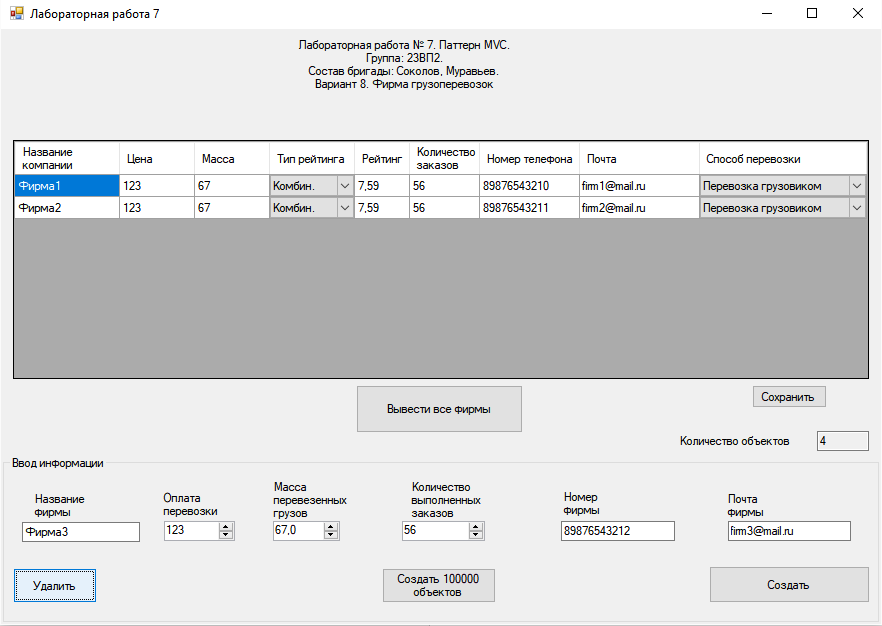 Лабораторная работа 7
Лабораторная работа № 7. Паттерн MVC.
Группа: 23ВП2.
Состав бригады: Соколов, Муравьев.
Вариант 8. Фирма грузоперевозок
Название компании Цена Масса Тип рейтинга Рейтинг Количество заказов Номер телефона Почта Способ перевозки
Фирма1 123 67 Комбин. 7,59 56 89876543210 firm1@mail.ru Перевозка грузовиком
Фирма2 123 67 Комбин. 7,59 56 89876543211 firm2@mail.ru Перевозка грузовиком
Вывести все фирмы
Сохранить
Количество объектов 4
Ввод информации
Название фирмы
Оплата перевозки
Масса перевезенных грузов
Количество выполненных заказов
Номер фирмы
Почта фирмы
Фирма3 123 67,0 56 89876543212 firm3@mail.ru
Удалить
Создать 100000 объектов
Создать